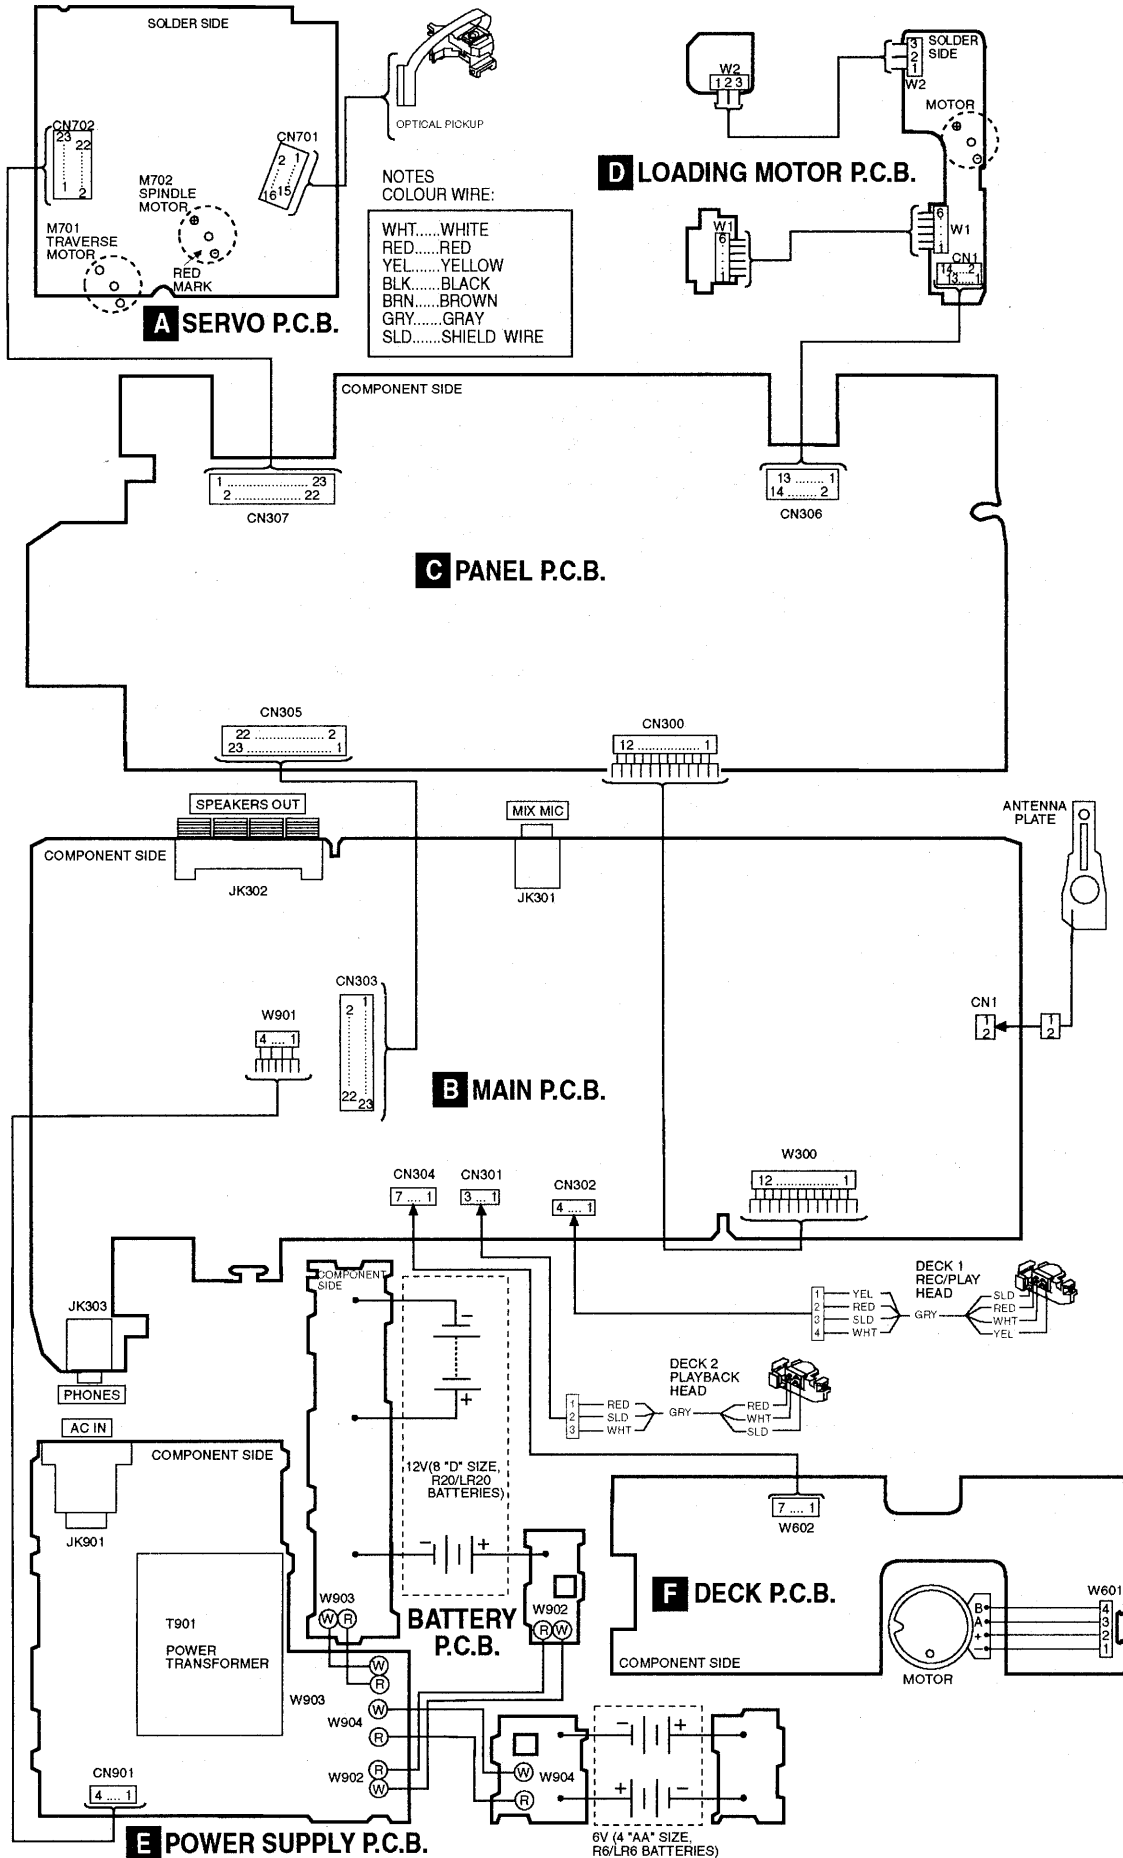 SOLDER SIDE
CN702
23
22
1
2
CN701
2 1
16 15
M702
SPINDLE
MOTOR
M701
TRAVERSE
MOTOR
RED
MARK
A SERVO P.C.B.
OPTICAL PICKUP
NOTES
COLOUR WIRE:
WHT......WHITE
RED......RED
YEL......YELLOW
BLK......BLACK
BRN......BROWN
GRY.......GRAY
SLD.......SHIELD WIRE
W2
1 2 3
3
2
1
W2
SOLDER
SIDE
MOTOR
D LOADING MOTOR P.C.B.
W1
6
1
6
1
W1
CN1
14....2
13.....1
COMPONENT SIDE
1 ..................... 23
2 ................. 22
CN307
13 ........ 1
14 ........ 2
CN306
C PANEL P.C.B.
CN305
22 ................. 2
23 ........................ 1
CN300
12 .................. 1
SPEAKERS OUT
MIX MIC
ANTENNA
PLATE
COMPONENT SIDE
JK302
JK301
CN303
1
2
22
23
W901
4 .... 1
CN1
1
2
1
2
B MAIN P.C.B.
CN304
7 .... 1
CN301
3 ... 1
CN302
4 .... 1
W300
12 ................. 1
COMPONENT
SIDE
DECK 1
REC/PLAY
HEAD
1 YEL
2 RED
3 SLD
4 WHT
GRY
SLD
RED
WHT
YEL
JK303
PHONES
DECK 2
PLAYBACK
HEAD
1 RED
2 SLD
3 WHT
GRY
RED
WHT
SLD
−
+
AC IN
COMPONENT SIDE
JK901
12V(8 "D" SIZE,
R20/LR20
BATTERIES)
− +
7 .... 1
W602
T901
POWER
TRANSFORMER
W903
W R
BATTERY
P.C.B.
W902
R W
F DECK P.C.B.
B
A
+
−
W601
4
3
2
1
COMPONENT SIDE
MOTOR
W
R
W903
W
W904
R
R
W902
W
W
W904
R
− +
+ −
CN901
4 .... 1
E POWER SUPPLY P.C.B.
6V (4 "AA" SIZE,
R6/LR6 BATTERIES)